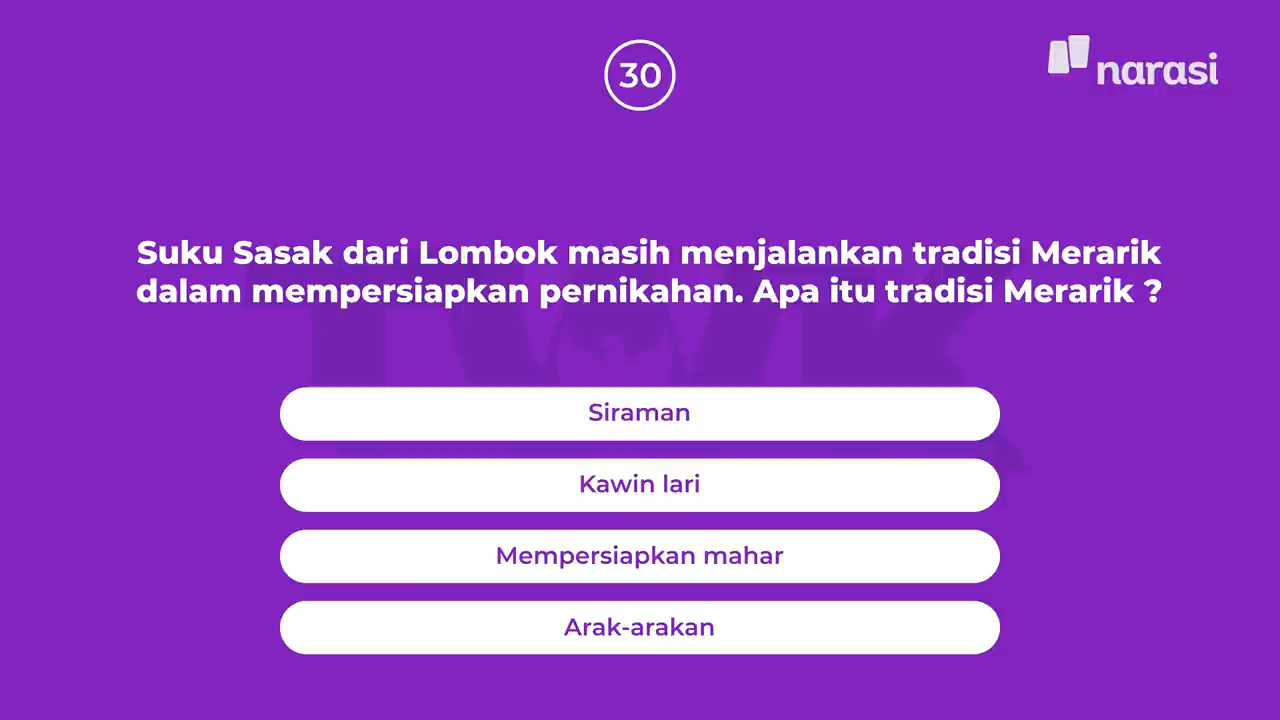 30
narasi
Suku Sasak dari Lombok masih menjalankan tradisi Merarik
dalam mempersiapkan pernikahan. Apa itu tradisi Merarik ?
TWK
Siraman
Kawin lari
Mempersiapkan mahar
Arak-arakan